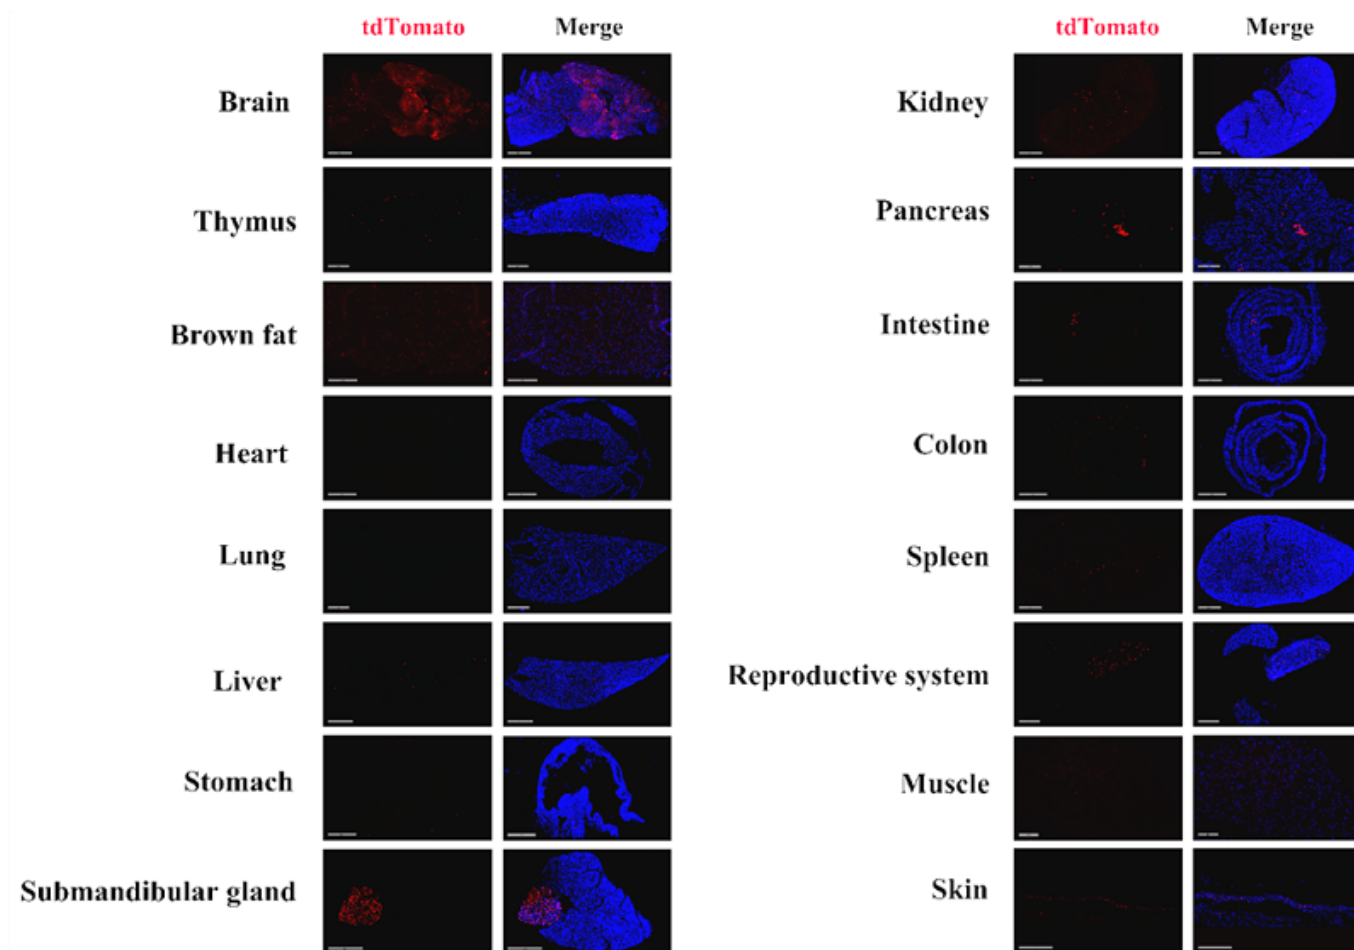 tdTomato Merge tdTomato Merge
Brain Kidney
Thymus Pancreas
Brown fat Intestine
Heart Colon
Lung Spleen
Liver Reproductive system
Stomach Muscle
Submandibular gland Skin